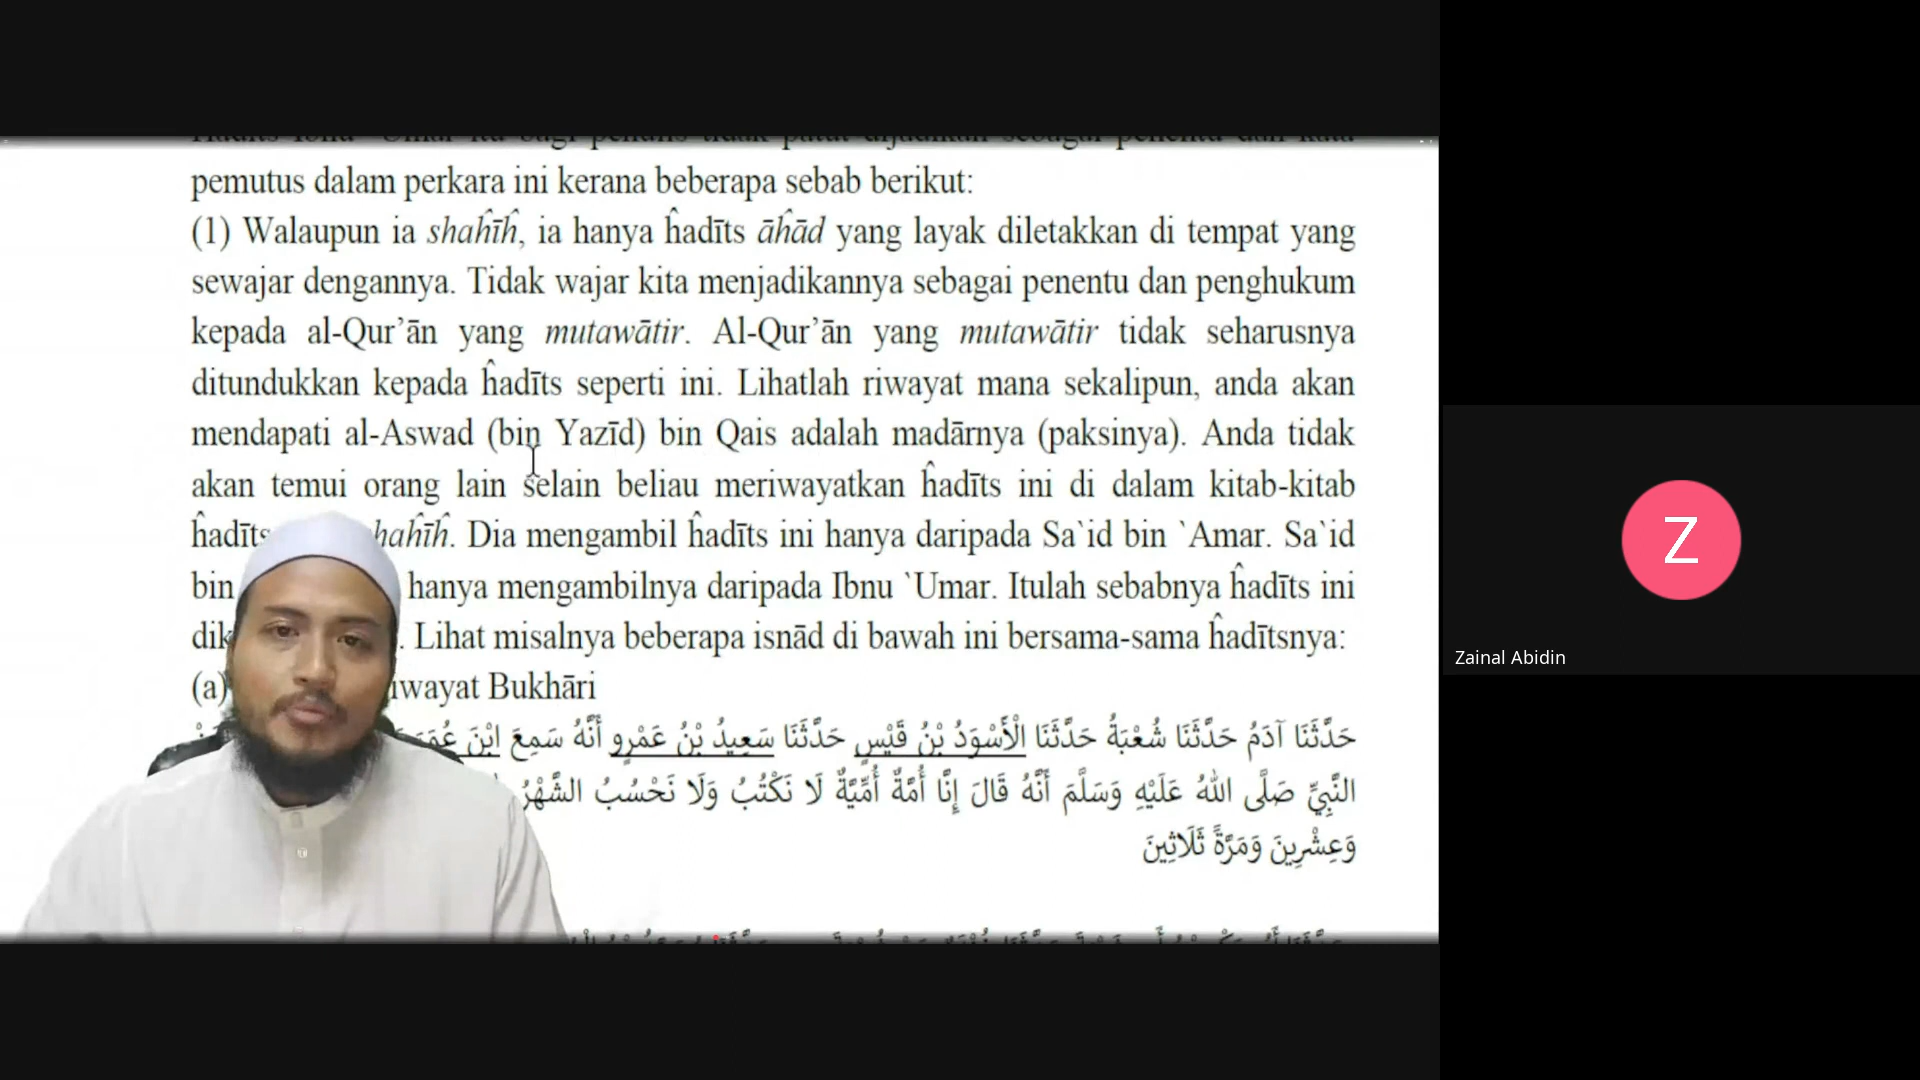 pemutus dalam perkara ini kerana beberapa sebab berikut:
(1) Walaupun ia shaĥīĥ, ia hanya ĥadīts āĥād yang layak diletakkan di tempat yang
sewajar dengannya. Tidak wajar kita menjadikannya sebagai penentu dan penghukum
kepada al-Qur’ān yang mutawātir. Al-Qur’ān yang mutawātir tidak seharusnya
ditundukkan kepada ĥadīts seperti ini. Lihatlah riwayat mana sekalipun, anda akan
mendapati al-Aswad (bin Yazīd) bin Qais adalah madārnya (paksinya). Anda tidak
akan temui orang lain selain beliau meriwayatkan ĥadīts ini di dalam kitab-kitab
ĥadīts haĥīĥ. Dia mengambil ĥadīts ini hanya daripada Sa`id bin `Amar. Sa`id
bin hanya mengambilnya daripada Ibnu `Umar. Itulah sebabnya ĥadīts ini
dik . Lihat misalnya beberapa isnād di bawah ini bersama-sama ĥadītsnya:
(a) iwayat Bukhāri
حَدَّثَنَا آدَمُ حَدَّثَنَا شُعْبَةُ حَدَّثَنَا الْأَسْوَدُ بْنُ قَيْسٍ حَدَّثَنَا سَعِيدُ بْنُ عَمْرٍو أَنَّهُ سَمِعَ ابْنَ عُمَرَ
النَّبِيِّ صَلَّى اللهُ عَلَيْهِ وَسَلَّمَ أَنَّهُ قَالَ إِنَّا أُمَّةٌ أُمِّيَّةٌ لَا نَكْتُبُ وَلَا نَحْسُبُ الشَّهْرُ
وَعِشْرِينَ وَمَرَّةً ثَلَاثِينَ
Z
Zainal Abidin